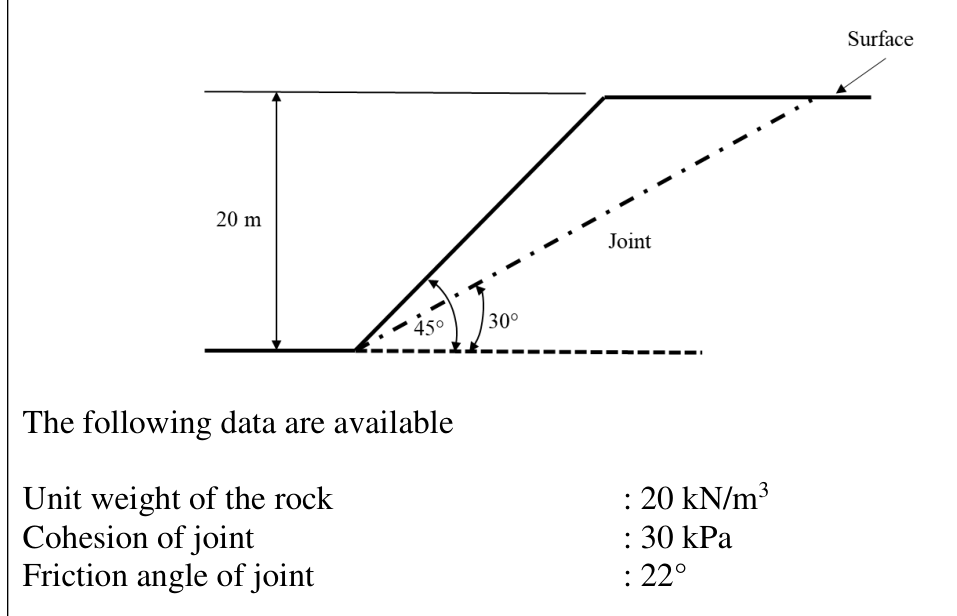 Surface
20 m
Joint
45°
30°
The following data are available
Unit weight of the rock : 20 kN/m³
Cohesion of joint : 30 kPa
Friction angle of joint : 22°